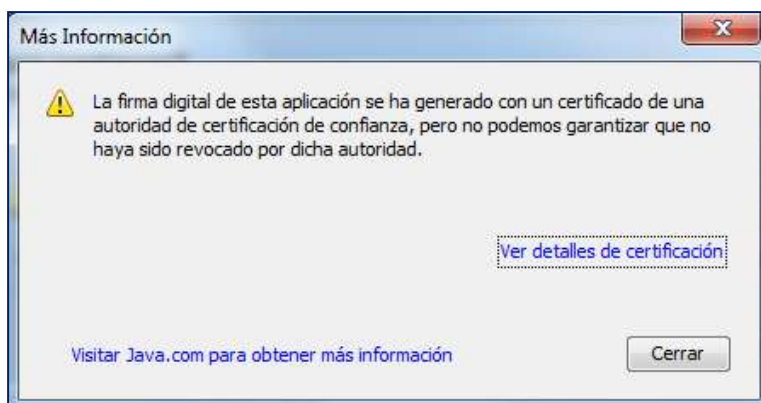 Más Información
La firma digital de esta aplicación se ha generado con un certificado de una
autoridad de certificación de confianza, pero no podemos garantizar que no
haya sido revocado por dicha autoridad.
Ver detalles de certificación
Visitar Java.com para obtener más información
Cerrar